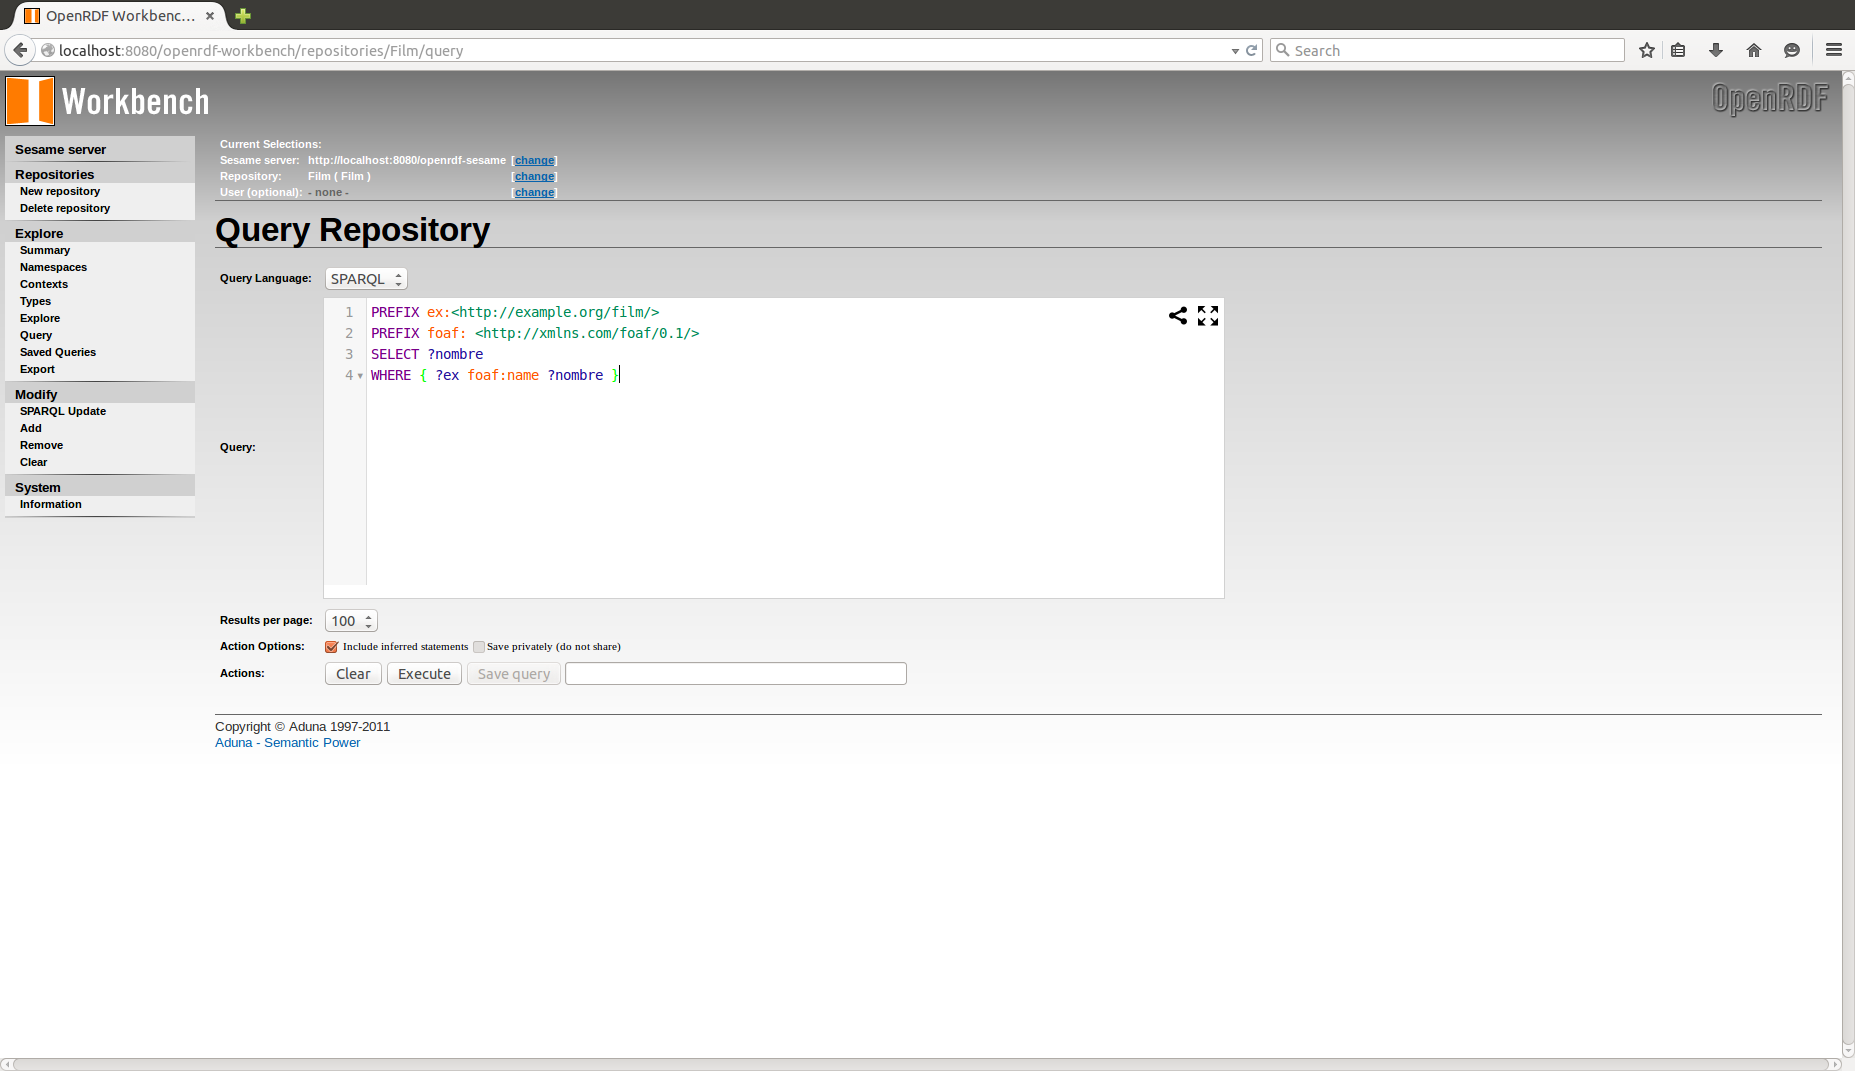 OpenRDF Workbenc...
localhost:8080/openrdf-workbench/repositories/Film/query
Search
Workbench
OpenRDF
Sesame server
Repositories
New repository
Delete repository
Explore
Summary
Namespaces
Contexts
Types
Explore
Query
Saved Queries
Export
Modify
SPARQL Update
Add
Remove
Clear
System
Information
Current Selections:
Sesame server: http://localhost:8080/openrdf-sesame [change]
Repository: Film ( Film ) [change]
User (optional): - none - [change]
Query Repository
Query Language: SPARQL
Query:
1 PREFIX ex:<http://example.org/film/>
2 PREFIX foaf: <http://xmlns.com/foaf/0.1/>
3 SELECT ?nombre
4 WHERE { ?ex foaf:name ?nombre }
Results per page: 100
Action Options: Include inferred statements Save privately (do not share)
Actions: Clear Execute Save query
Copyright © Aduna 1997-2011
Aduna - Semantic Power